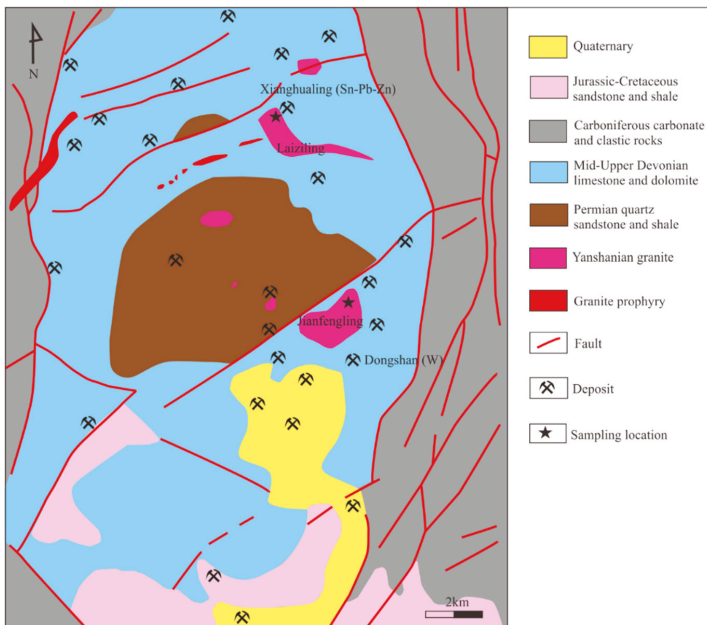 N
Xianghualing (Sn-Pb-Zn)
Laiziling
Jianfengling
Dongshan (W)
2km
Quaternary
Jurassic-Cretaceous
sandstone and shale
Carboniferous carbonate
and clastic rocks
Mid-Upper Devonian
limestone and dolomite
Permian quartz
sandstone and shale
Yanshanian granite
Granite prophyry
Fault
Deposit
Sampling location